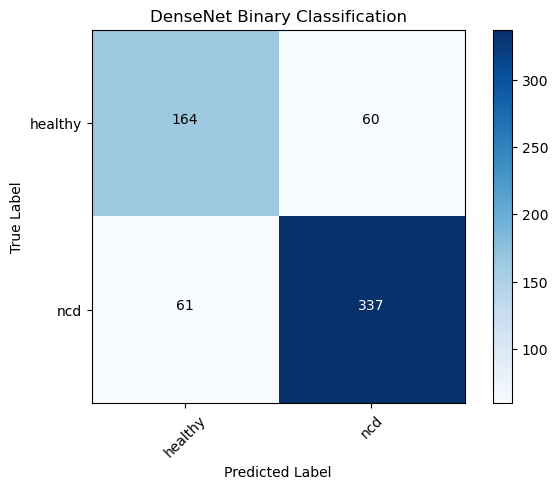 DenseNet Binary Classification
True Label
healthy
ncd
164
60
61
337
healthy
ncd
Predicted Label
300
250
200
150
100